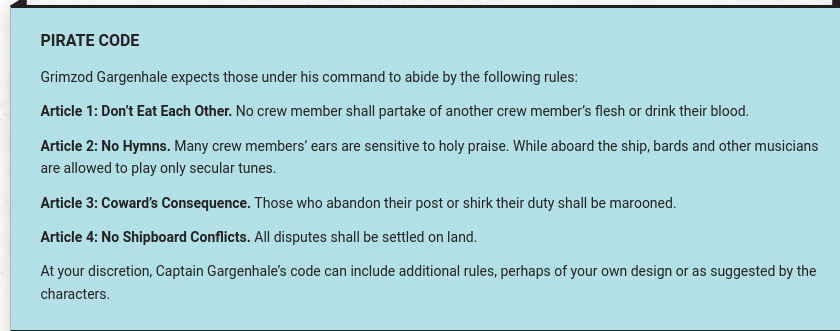 PIRATE CODE
Grimzod Gargenhale expects those under his command to abide by the following rules:
Article 1: Don’t Eat Each Other. No crew member shall partake of another crew member’s flesh or drink their blood.
Article 2: No Hymns. Many crew members’ ears are sensitive to holy praise. While aboard the ship, bards and other musicians
are allowed to play only secular tunes.
Article 3: Coward’s Consequence. Those who abandon their post or shirk their duty shall be marooned.
Article 4: No Shipboard Conflicts. All disputes shall be settled on land.
At your discretion, Captain Gargenhale’s code can include additional rules, perhaps of your own design or as suggested by the
characters.